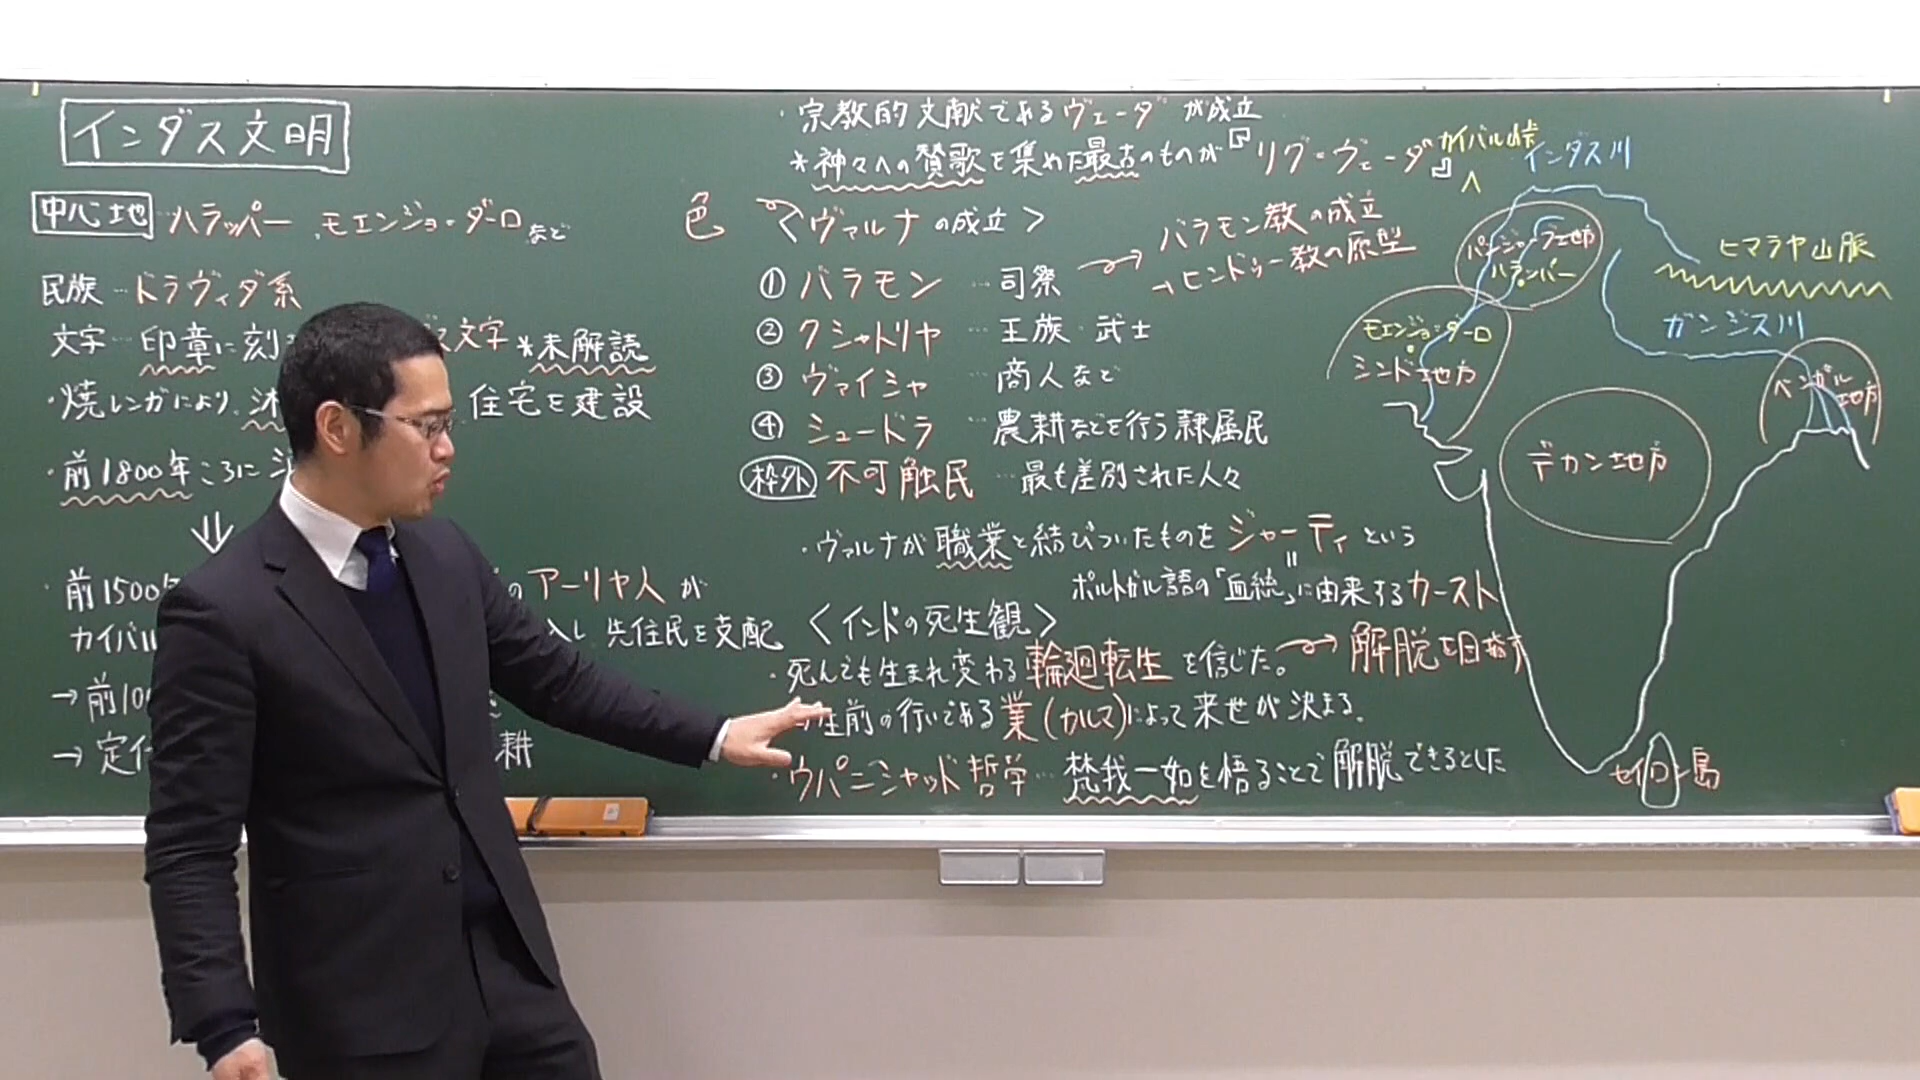 インダス文明
中心地 ハラッパー、モエンジョ・ダーロなど
民族…ドラヴィダ系
文字…印章に刻 文字 *未解読
・焼レンガにより、沐 住宅を建設
・前1800年ころに
⇓
・前1500年 のアーリヤ人が
カイバル 入し先住民を支配
→前10
→定 耕
・宗教的文献であるヴェーダが成立
*神々への賛歌を集めた最古のものが『リグ・ヴェーダ』
色 〈ヴァルナの成立〉
→バラモン教の成立
→ヒンドゥー教の原型
① バラモン …司祭
② クシャトリヤ …王族・武士
③ ヴァイシャ …商人など
④ シュードラ …農耕などを行う隷属民
枠外 不可触民 …最も差別された人々
・ヴァルナが職業と結びついたものをジャーティという
=
ポルトガル語の「血統」に由来するカースト
〈インドの死生観〉
・死んでも生まれ変わる輪廻転生を信じた。→解脱を目指す
→生前の行いである業(カルマ)によって来世が決まる。
・ウパニシャッド哲学…梵我一如を悟ることで解脱できるとした
カイバル峠
インダス川
パンジャーブ地方
ハラッパー
ヒマラヤ山脈
モエンジョ・ダーロ
シンド地方
ガンジス川
ベンガル地方
デカン地方
セイロン島